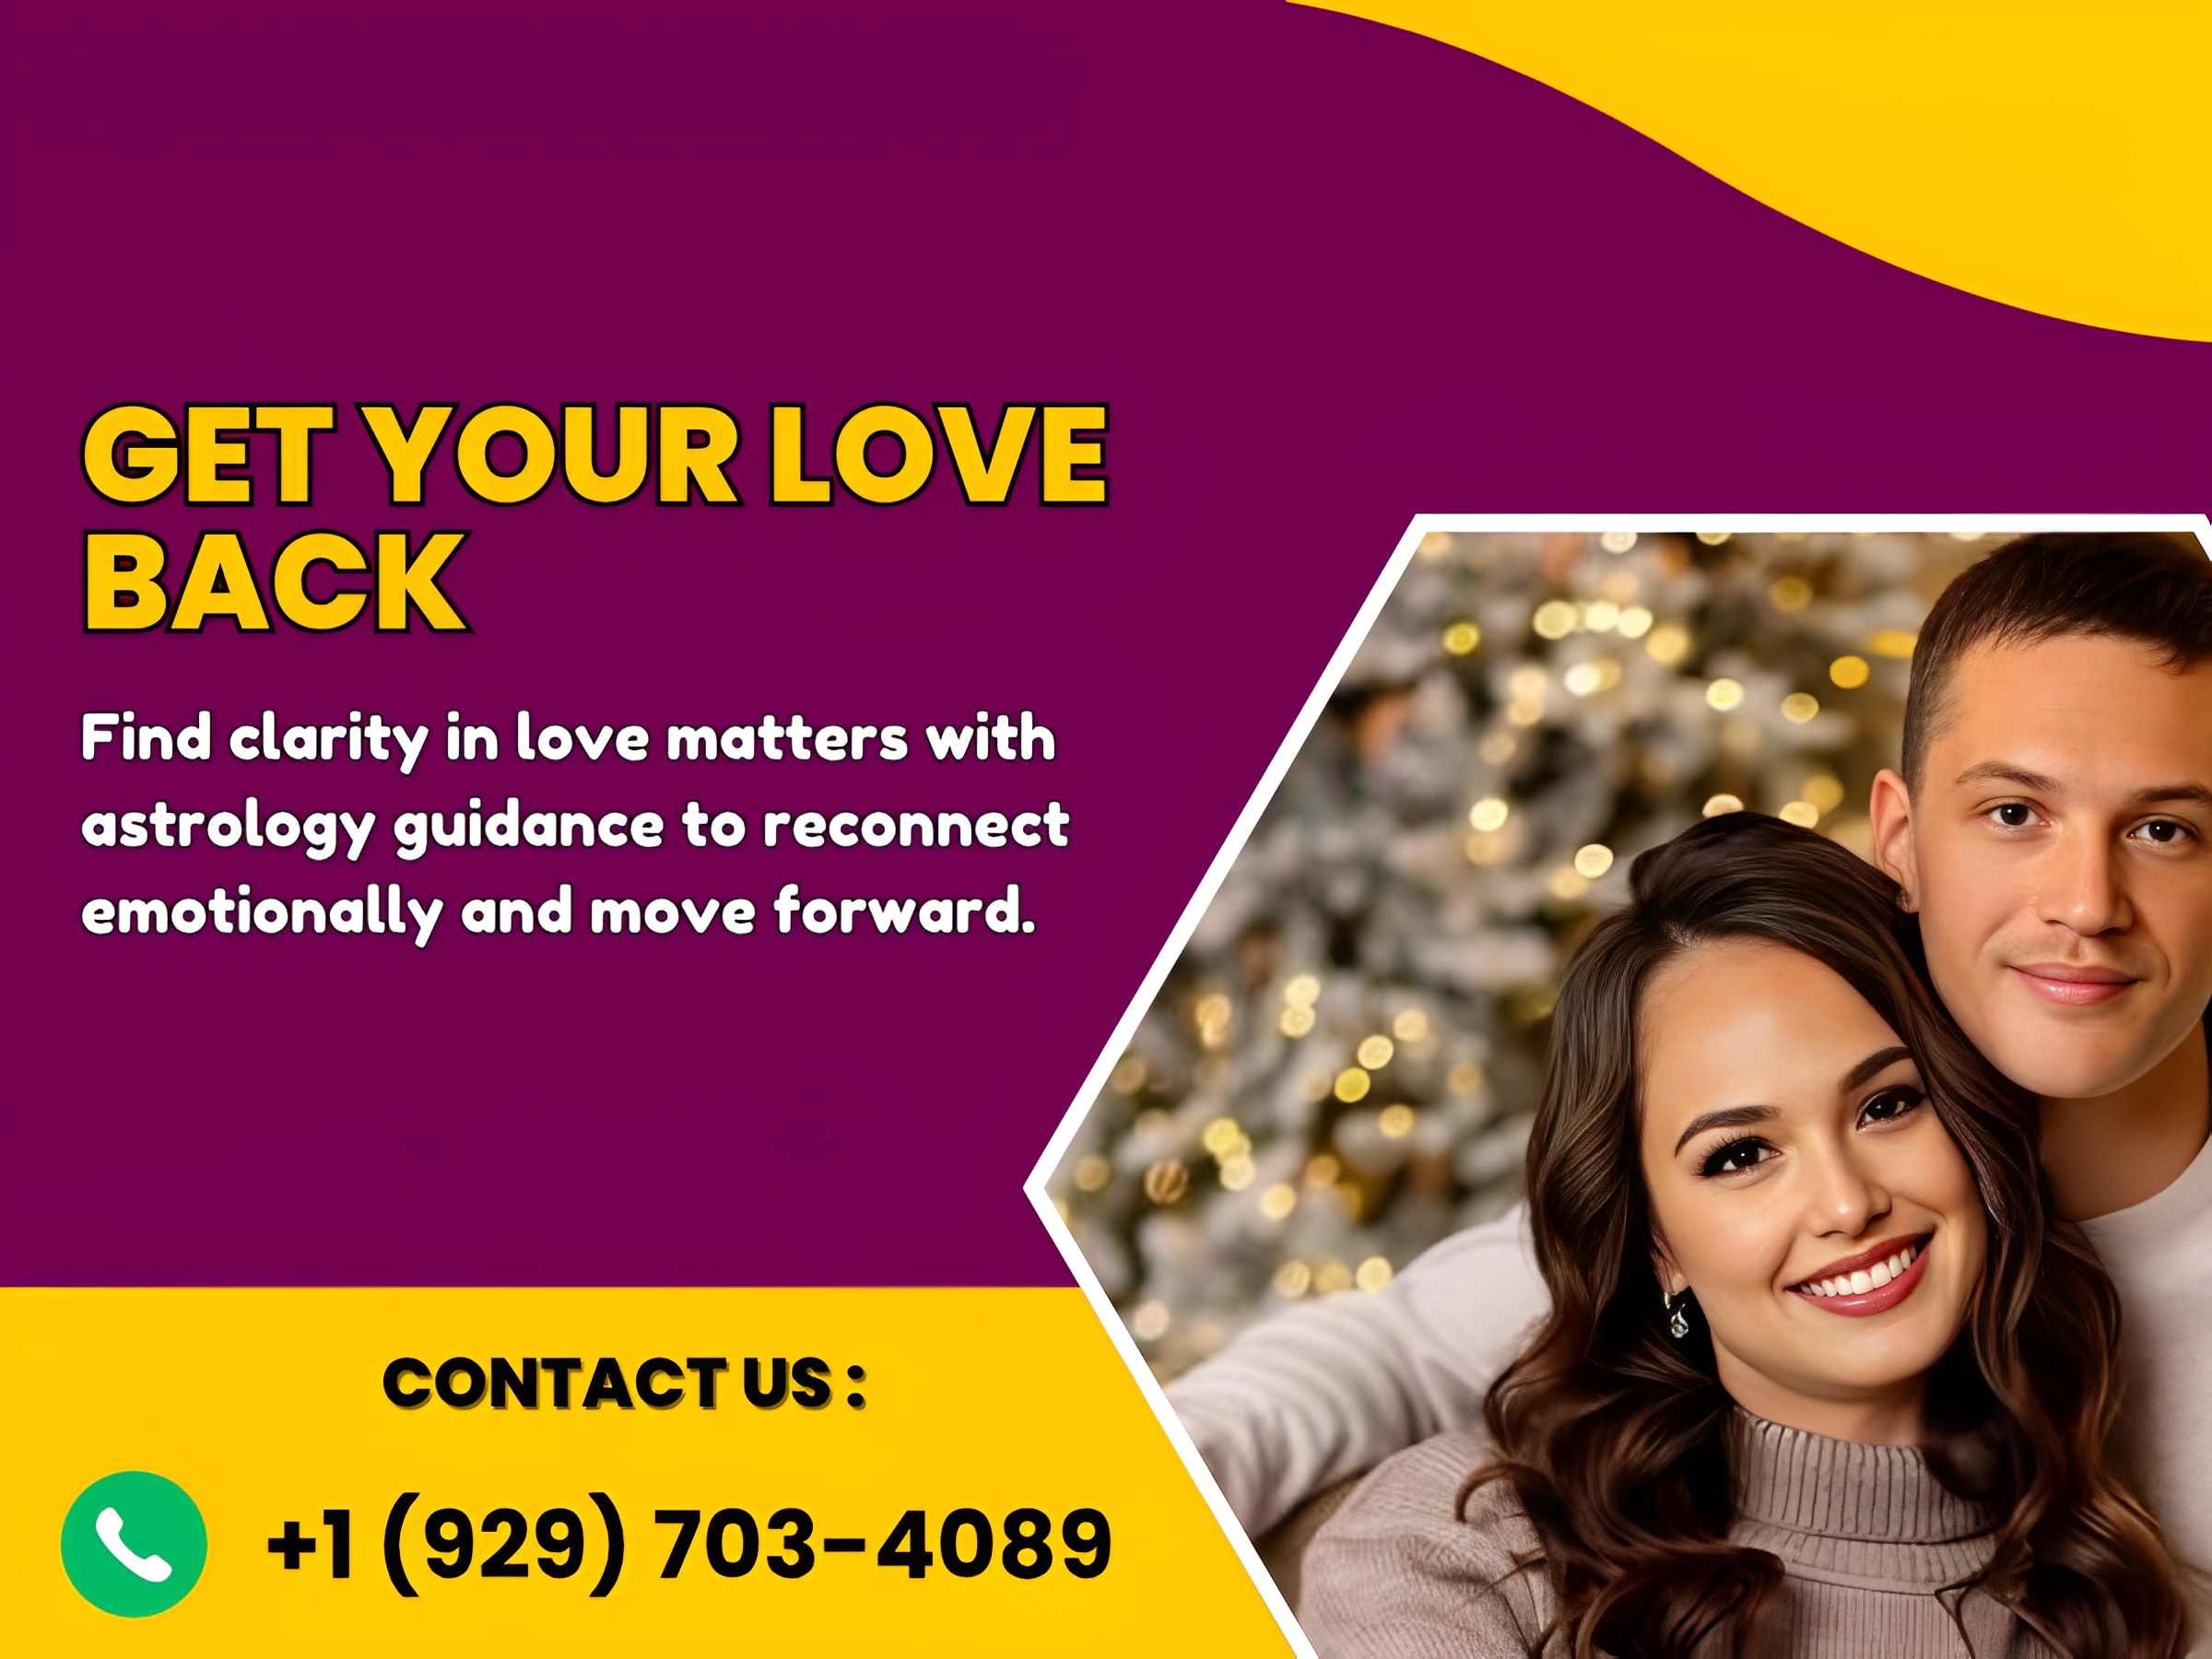 GET YOUR LOVE
BACK
Find clarity in love matters with
astrology guidance to reconnect
emotionally and move forward.
CONTACT US :
+1 (929) 703-4089